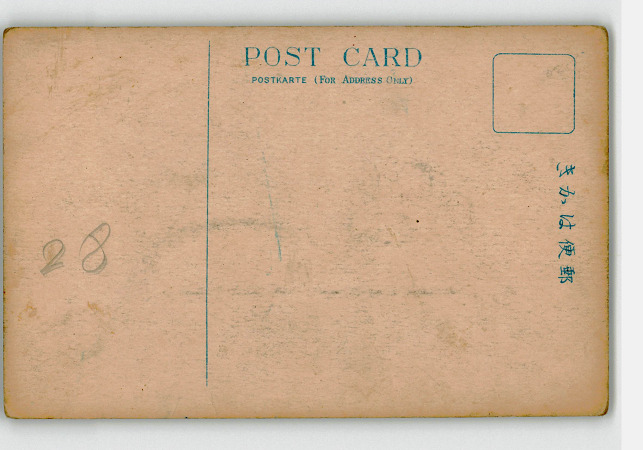 POST CARD
POSTKARTE (FOR ADDRESS ONLY)
きかは便郵
28